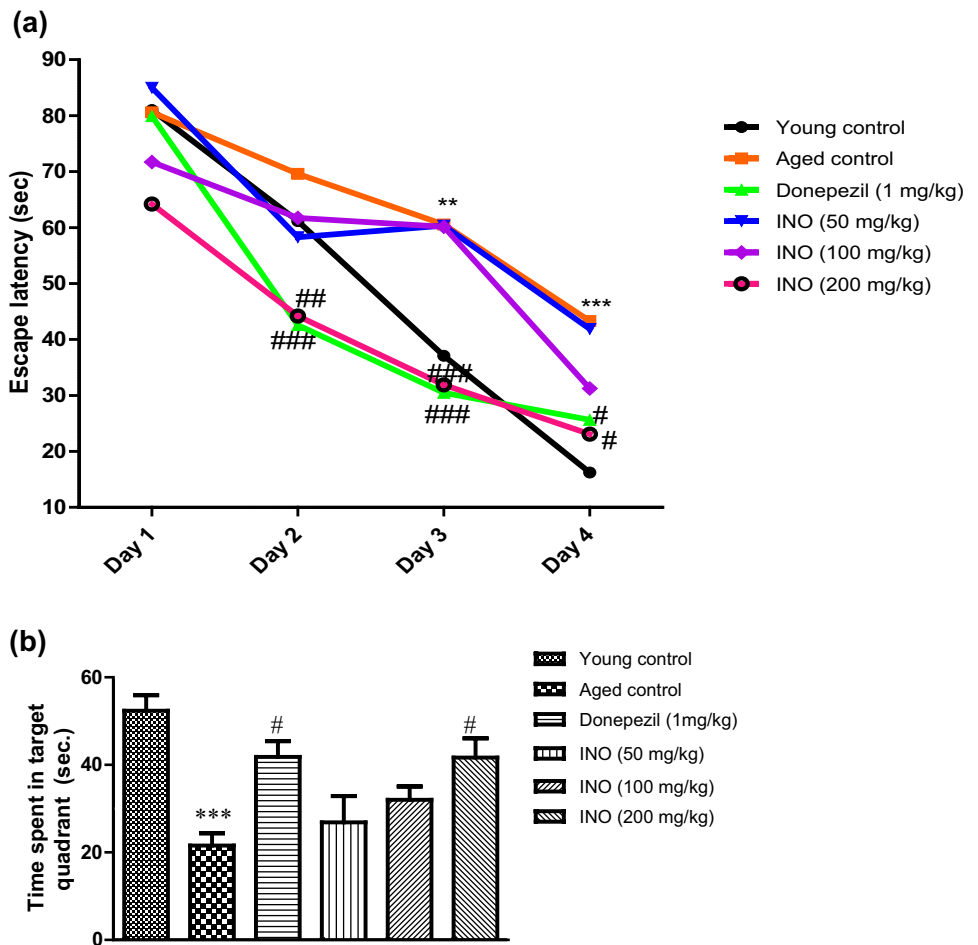 (a)
90
80
70
60
50
40
30
20
10
Escape latency (sec)
**
***
##
###
###
###
#
#
Day 1
Day 2
Day 3
Day 4
Young control
Aged control
Donepezil (1 mg/kg)
INO (50 mg/kg)
INO (100 mg/kg)
INO (200 mg/kg)
(b)
60
40
20
0
Time spent in target
quadrant (sec.)
***
#
#
Young control
Aged control
Donepezil (1mg/kg)
INO (50 mg/kg)
INO (100 mg/kg)
INO (200 mg/kg)